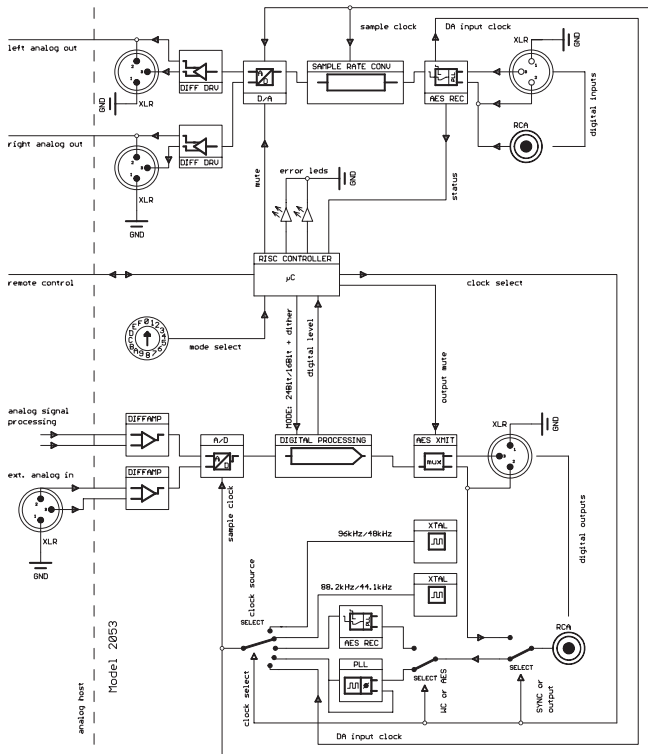 sample clock
DA input clock
XLR
GND
left analog out
SAMPLE RATE CONV
A
D
PLL
GND
XLR
DIFF DRV
D/A
AES REC
digital inputs
RCA
right analog out
DIFF DRV
mute
error leds
GND
status
XLR
GND
RISC CONTROLLER
µC
remote control
clock select
mode select
MODE: 24Bit/16Bit + dither
digital level
output mute
analog signal
processing
DIFFAMP
A/D
DIGITAL PROCESSING
AES XMIT
XLR
GND
A
D
mux
ext. analog in
DIFFAMP
XLR
GND
sample clock
digital outputs
96kHz/48kHz
XTAL
88.2kHz/44.1kHz
XTAL
clock source
SELECT
PLL
AES REC
RCA
PLL
SELECT
SELECT
clock select
WC or AES
SYNC or
output
DA input clock
Model 2053
analog host